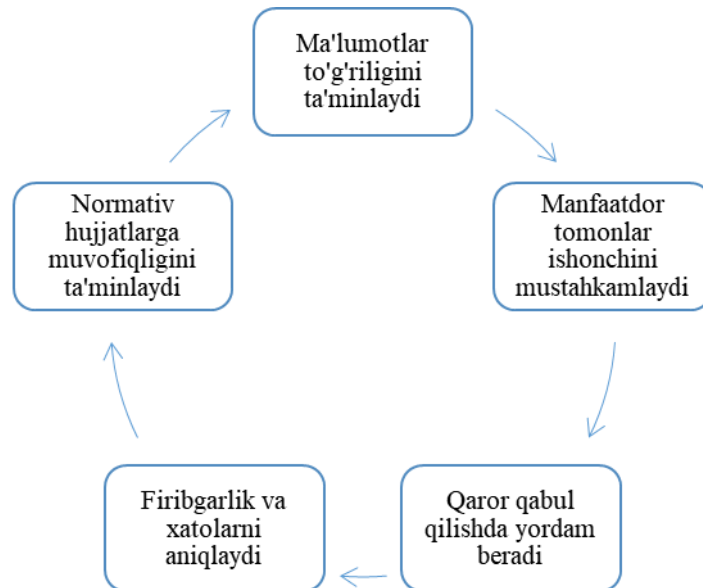 Ma'lumotlar
to'g'riligini
ta'minlaydi
Manfaatdor
tomonlar
ishonchini
mustahkamlaydi
Qaror qabul
qilishda yordam
beradi
Firibgarlik va
xatolarni
aniqlaydi
Normativ
hujjatlarga
muvofiqligini
ta'minlaydi